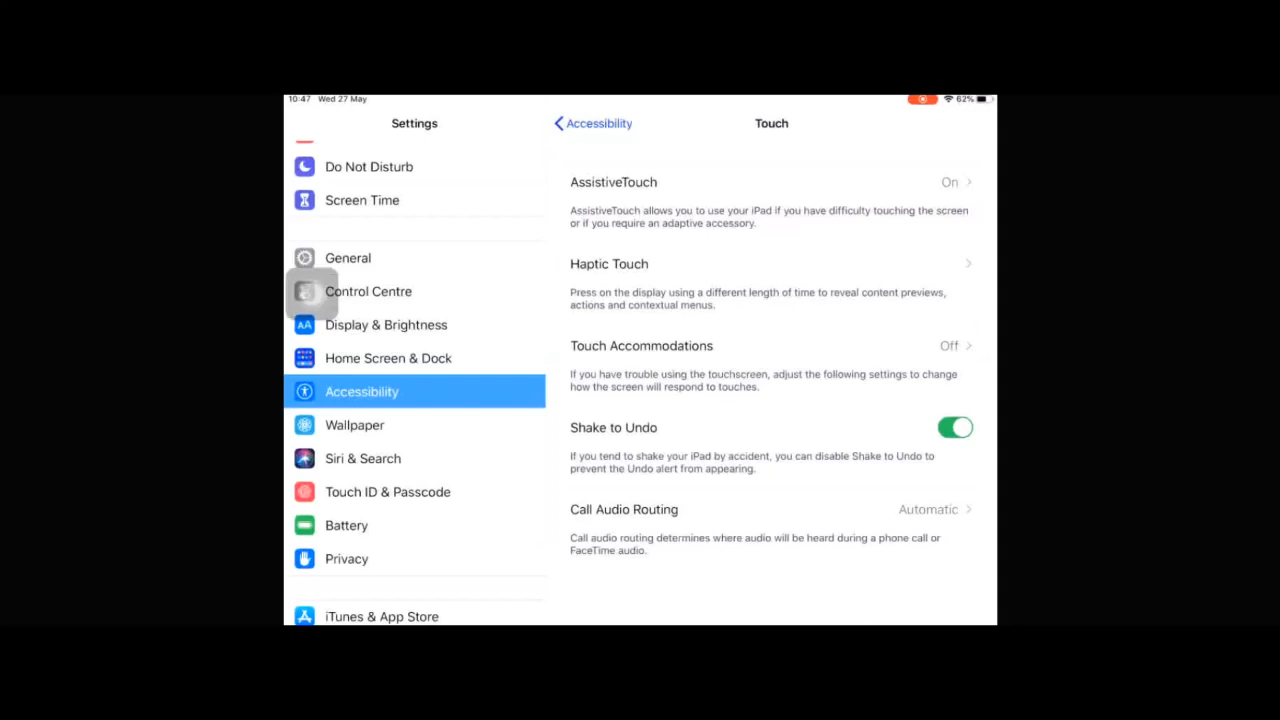 10:47 Wed 27 May
62%
Settings
Do Not Disturb
Screen Time
General
Control Centre
AA Display & Brightness
Home Screen & Dock
Accessibility
Wallpaper
Siri & Search
Touch ID & Passcode
Battery
Privacy
iTunes & App Store
Accessibility
Touch
AssistiveTouch On
AssistiveTouch allows you to use your iPad if you have difficulty touching the screen
or if you require an adaptive accessory.
Haptic Touch
Press on the display using a different length of time to reveal content previews,
actions and contextual menus.
Touch Accommodations Off
If you have trouble using the touchscreen, adjust the following settings to change
how the screen will respond to touches.
Shake to Undo
If you tend to shake your iPad by accident, you can disable Shake to Undo to
prevent the Undo alert from appearing.
Call Audio Routing Automatic
Call audio routing determines where audio will be heard during a phone call or
FaceTime audio.